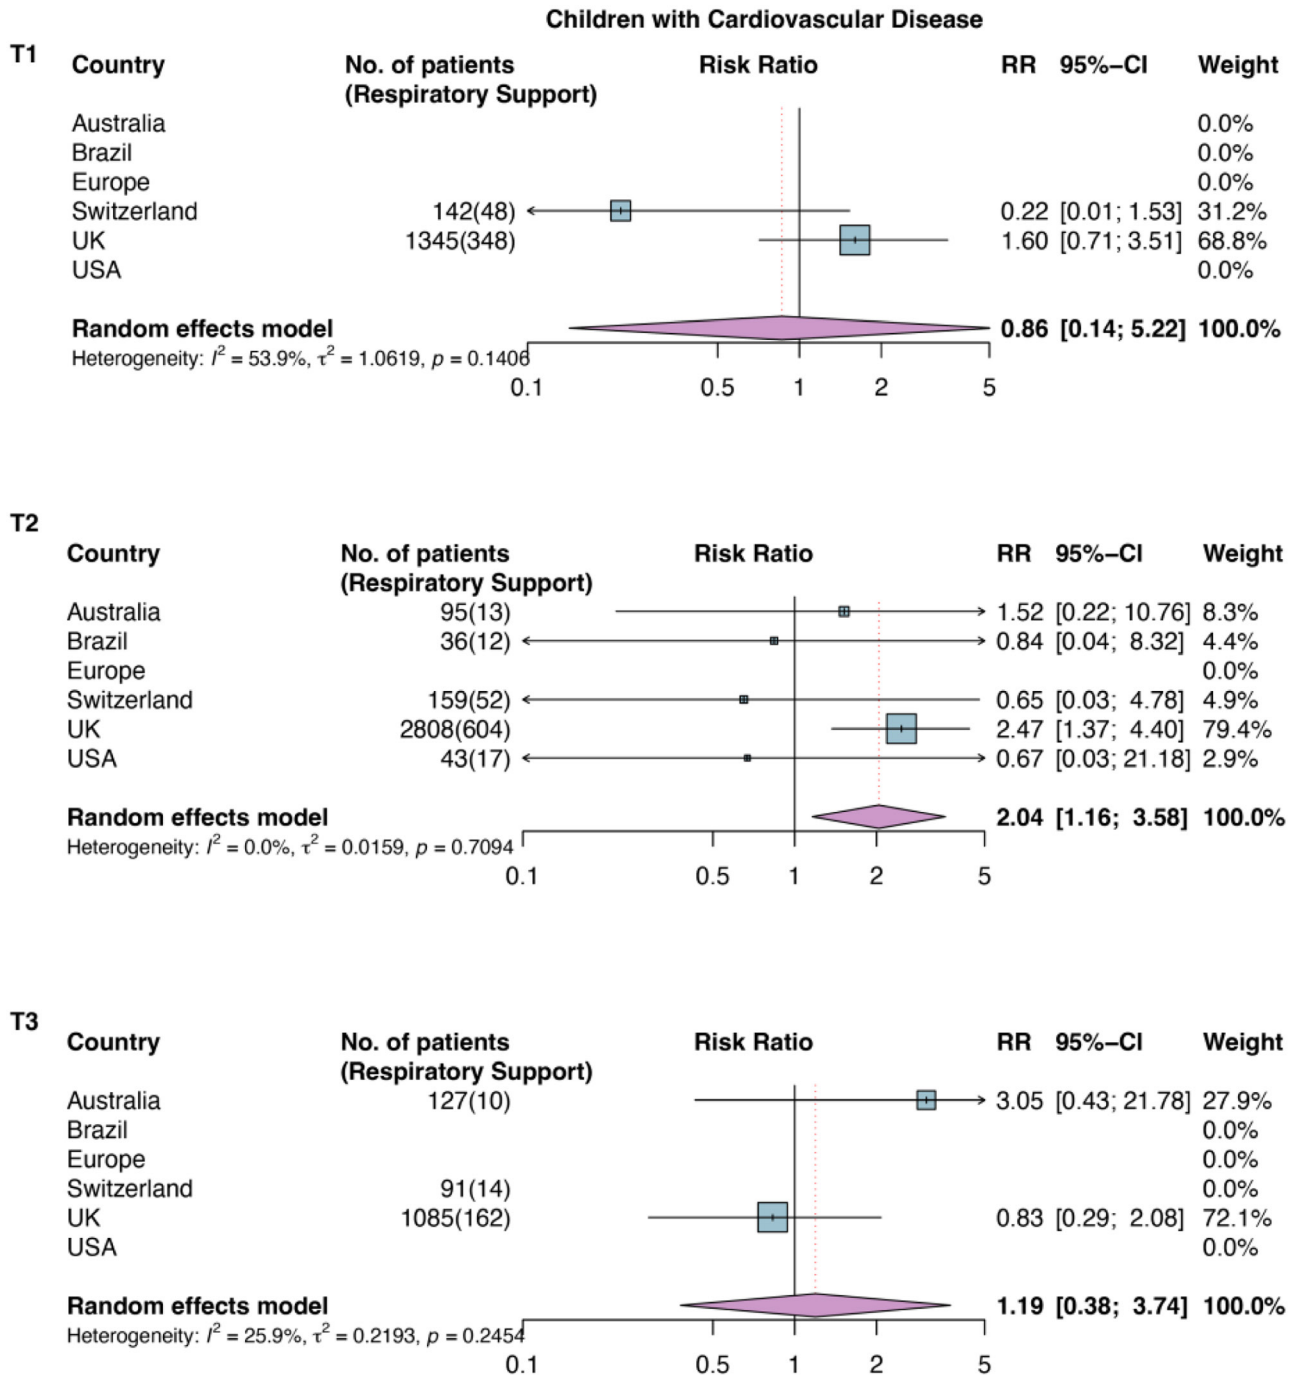 Children with Cardiovascular Disease
T1
Country No. of patients Risk Ratio RR 95%–CI Weight
(Respiratory Support)
Australia 0.0%
Brazil 0.0%
Europe 0.0%
Switzerland 142(48) 0.22 [0.01; 1.53] 31.2%
UK 1345(348) 1.60 [0.71; 3.51] 68.8%
USA 0.0%
Random effects model 0.86 [0.14; 5.22] 100.0%
Heterogeneity: I² = 53.9%, τ² = 1.0619, p = 0.1406
0.1 0.5 1 2 5
T2
Country No. of patients Risk Ratio RR 95%–CI Weight
(Respiratory Support)
Australia 95(13) 1.52 [0.22; 10.76] 8.3%
Brazil 36(12) 0.84 [0.04; 8.32] 4.4%
Europe 0.0%
Switzerland 159(52) 0.65 [0.03; 4.78] 4.9%
UK 2808(604) 2.47 [1.37; 4.40] 79.4%
USA 43(17) 0.67 [0.03; 21.18] 2.9%
Random effects model 2.04 [1.16; 3.58] 100.0%
Heterogeneity: I² = 0.0%, τ² = 0.0159, p = 0.7094
0.1 0.5 1 2 5
T3
Country No. of patients Risk Ratio RR 95%–CI Weight
(Respiratory Support)
Australia 127(10) 3.05 [0.43; 21.78] 27.9%
Brazil 0.0%
Europe 0.0%
Switzerland 91(14) 0.0%
UK 1085(162) 0.83 [0.29; 2.08] 72.1%
USA 0.0%
Random effects model 1.19 [0.38; 3.74] 100.0%
Heterogeneity: I² = 25.9%, τ² = 0.2193, p = 0.2454
0.1 0.5 1 2 5